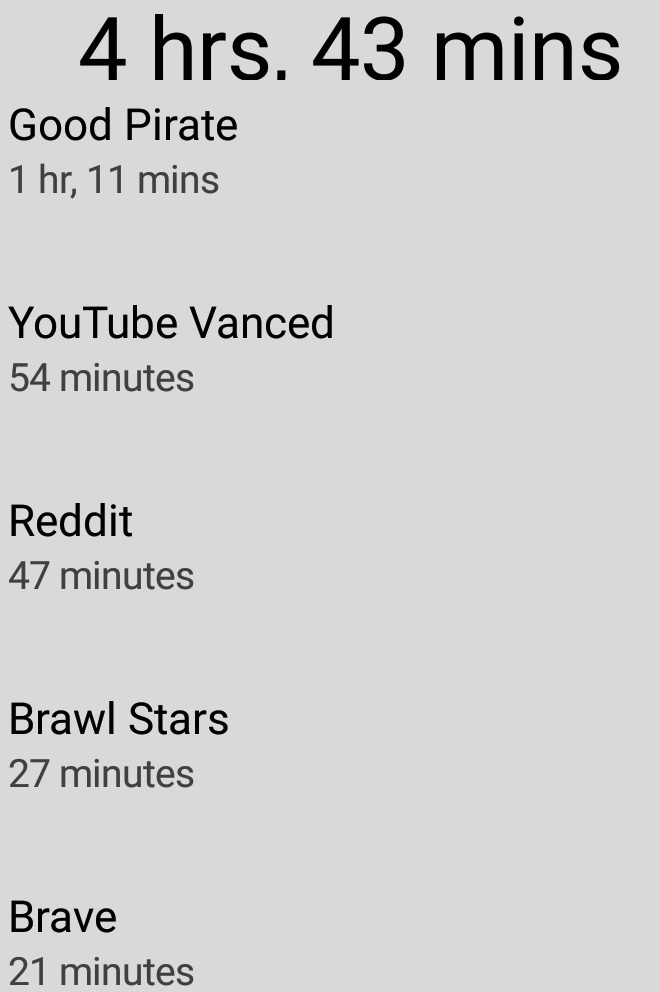 4 hrs. 43 mins
Good Pirate
1 hr, 11 mins
YouTube Vanced
54 minutes
Reddit
47 minutes
Brawl Stars
27 minutes
Brave
21 minutes